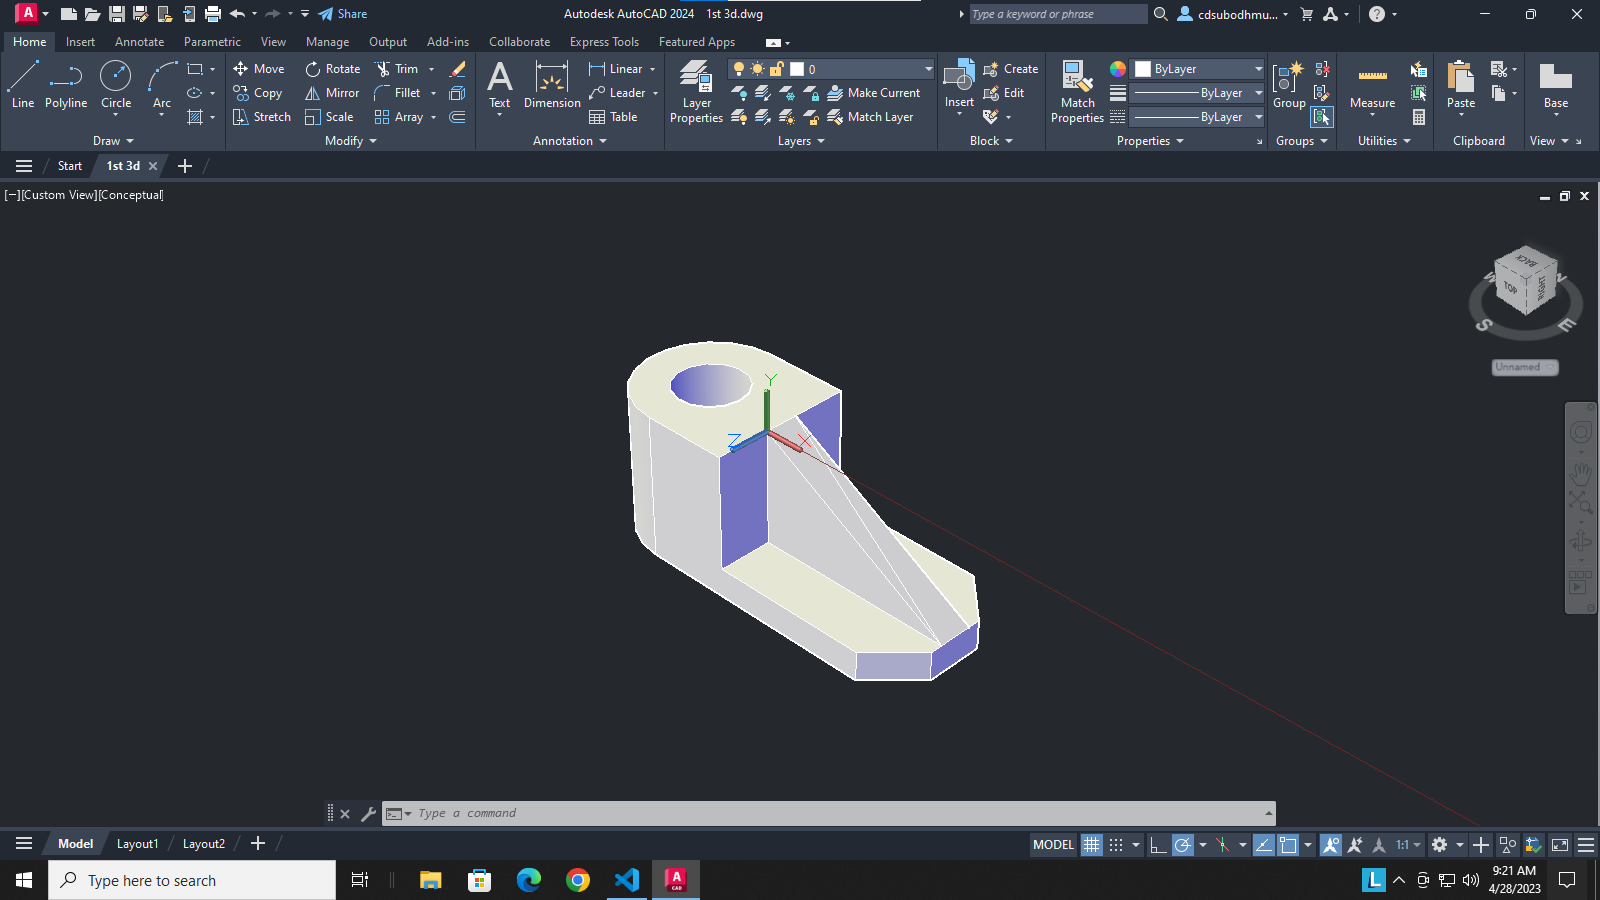 A Share Autodesk AutoCAD 2024 1st 3d.dwg Type a keyword or phrase cdsubodhmu... ?
Home Insert Annotate Parametric View Manage Output Add-ins Collaborate Express Tools Featured Apps
Line Polyline Circle Arc
Draw
Move Rotate Trim
Copy Mirror Fillet
Stretch Scale Array
Modify
A Text Dimension
Linear
Leader
Table
Annotation
Layer Properties
0
Make Current
Match Layer
Layers
Insert
Create
Edit
Block
Match Properties
ByLayer
ByLayer
ByLayer
Properties
Group
Groups
Measure
Utilities
Paste
Clipboard
Base
View
Start 1st 3d
[−][Custom View][Conceptual]
W N
BACK
TOP RIGHT
S E
Unnamed
Y
Z X
Type a command
Model Layout1 Layout2 MODEL 1:1
Type here to search A CAD L 9:21 AM
4/28/2023